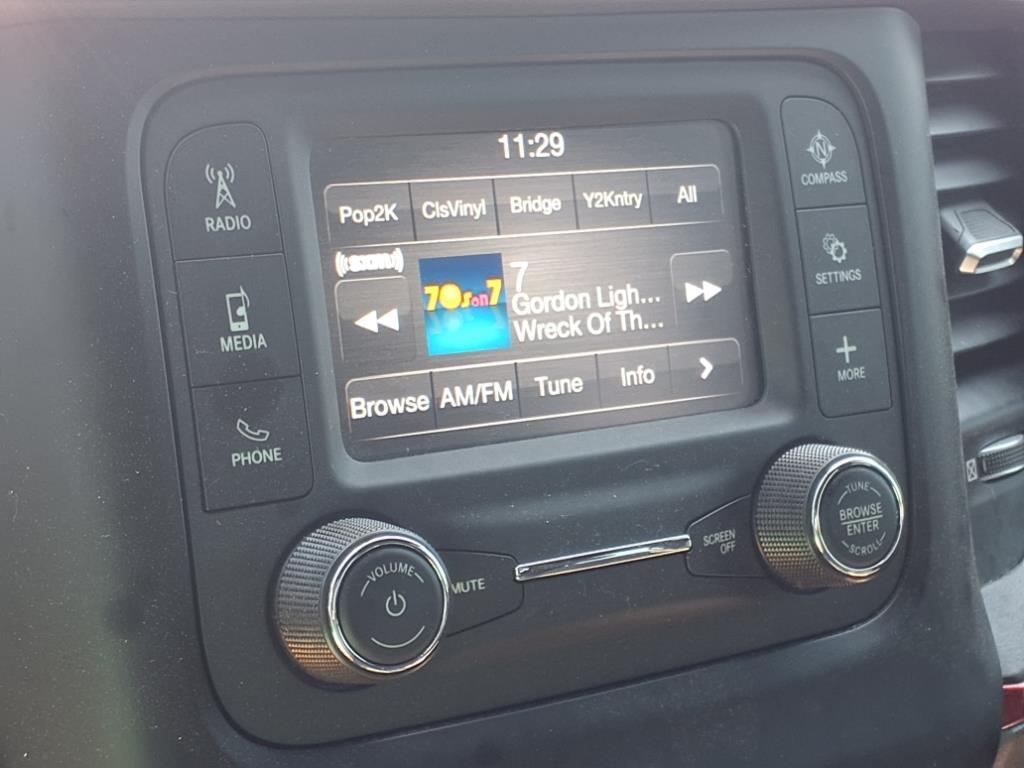 11:29
Pop2K ClsVinyl Bridge Y2Kntry All
((SXM))
70s on 7
7
Gordon Ligh...
Wreck Of Th...
Browse AM/FM Tune Info >
RADIO
MEDIA
PHONE
N
COMPASS
SETTINGS
+
MORE
VOLUME
MUTE
SCREEN
OFF
TUNE
BROWSE
ENTER
SCROLL